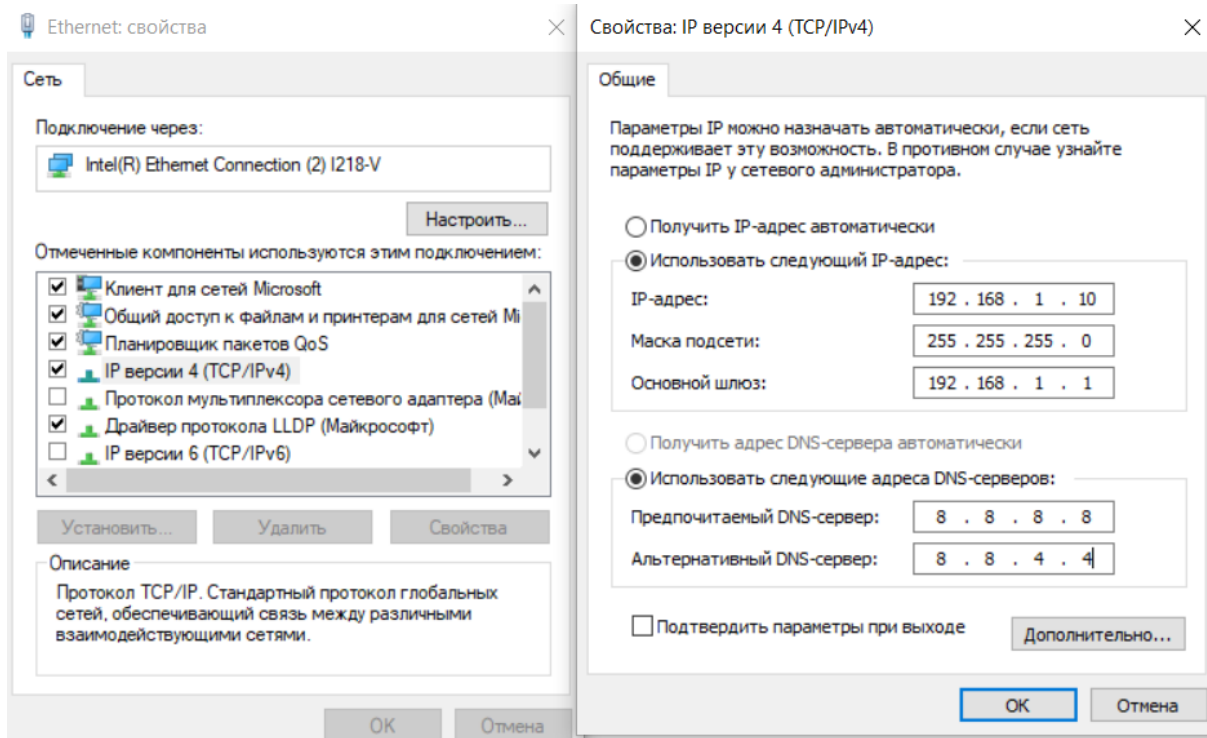 Ethernet: свойства
Сеть
Подключение через:
Intel(R) Ethernet Connection (2) I218-V
Настроить...
Отмеченные компоненты используются этим подключением:
Клиент для сетей Microsoft
Общий доступ к файлам и принтерам для сетей Mi
Планировщик пакетов QoS
IP версии 4 (TCP/IPv4)
Протокол мультиплексора сетевого адаптера (Май
Драйвер протокола LLDP (Майкрософт)
IP версии 6 (TCP/IPv6)
Установить...
Удалить
Свойства
Описание
Протокол TCP/IP. Стандартный протокол глобальных
сетей, обеспечивающий связь между различными
взаимодействующими сетями.
OK
Отмена
Свойства: IP версии 4 (TCP/IPv4)
Общие
Параметры IP можно назначать автоматически, если сеть
поддерживает эту возможность. В противном случае узнайте
параметры IP у сетевого администратора.
Получить IP-адрес автоматически
Использовать следующий IP-адрес:
IP-адрес: 192 . 168 . 1 . 10
Маска подсети: 255 . 255 . 255 . 0
Основной шлюз: 192 . 168 . 1 . 1
Получить адрес DNS-сервера автоматически
Использовать следующие адреса DNS-серверов:
Предпочитаемый DNS-сервер: 8 . 8 . 8 . 8
Альтернативный DNS-сервер: 8 . 8 . 4 . 4
Подтвердить параметры при выходе
Дополнительно...
OK
Отмена